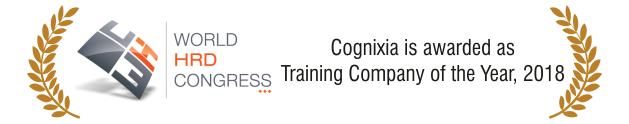 WORLD
HRD
CONGRESS
Cognixia is awarded as
Training Company of the Year, 2018